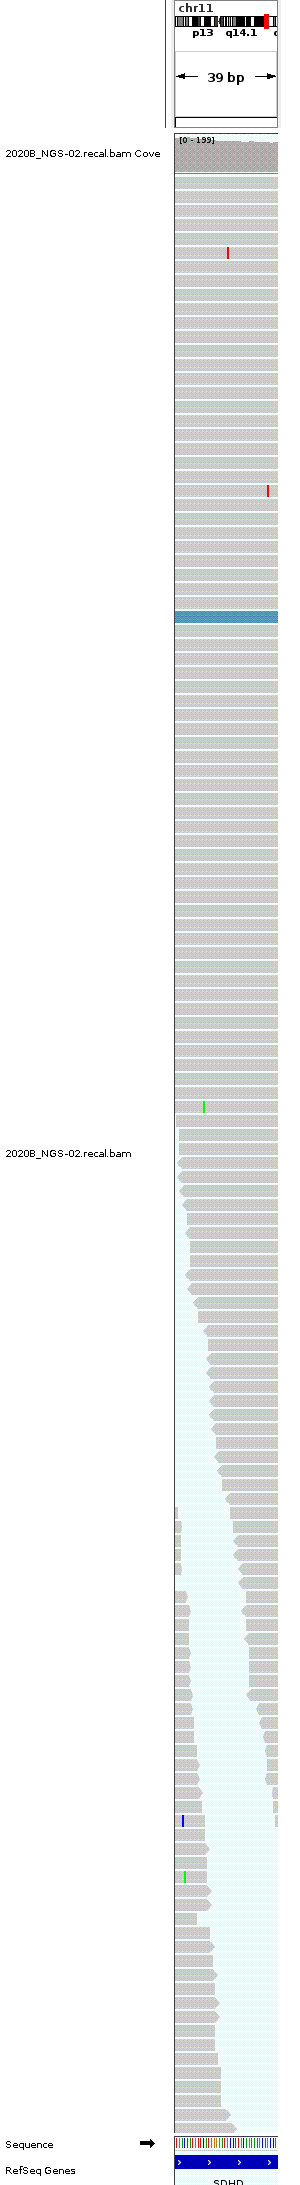 chr11
p13 q14.1
39 bp
[0 - 199]
2020B_NGS-02.recal.bam Cove
2020B_NGS-02.recal.bam
Sequence
RefSeq Genes
SDHD